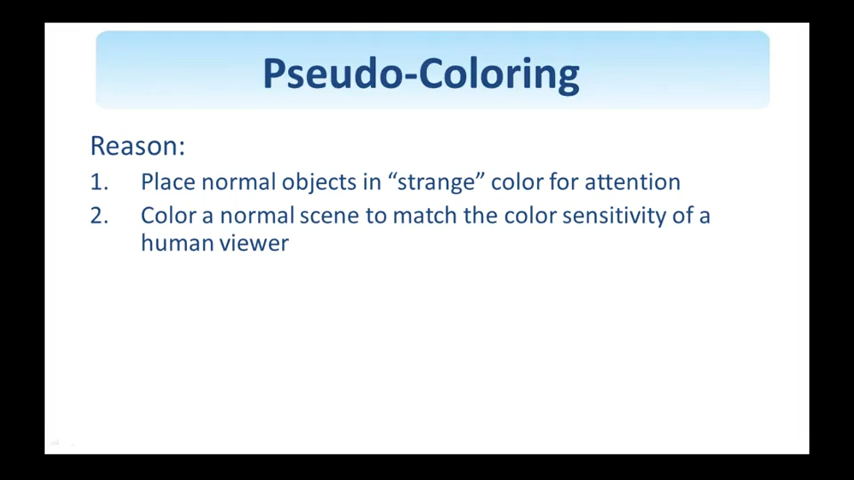 Pseudo-Coloring
Reason:
1. Place normal objects in “strange” color for attention
2. Color a normal scene to match the color sensitivity of a
human viewer